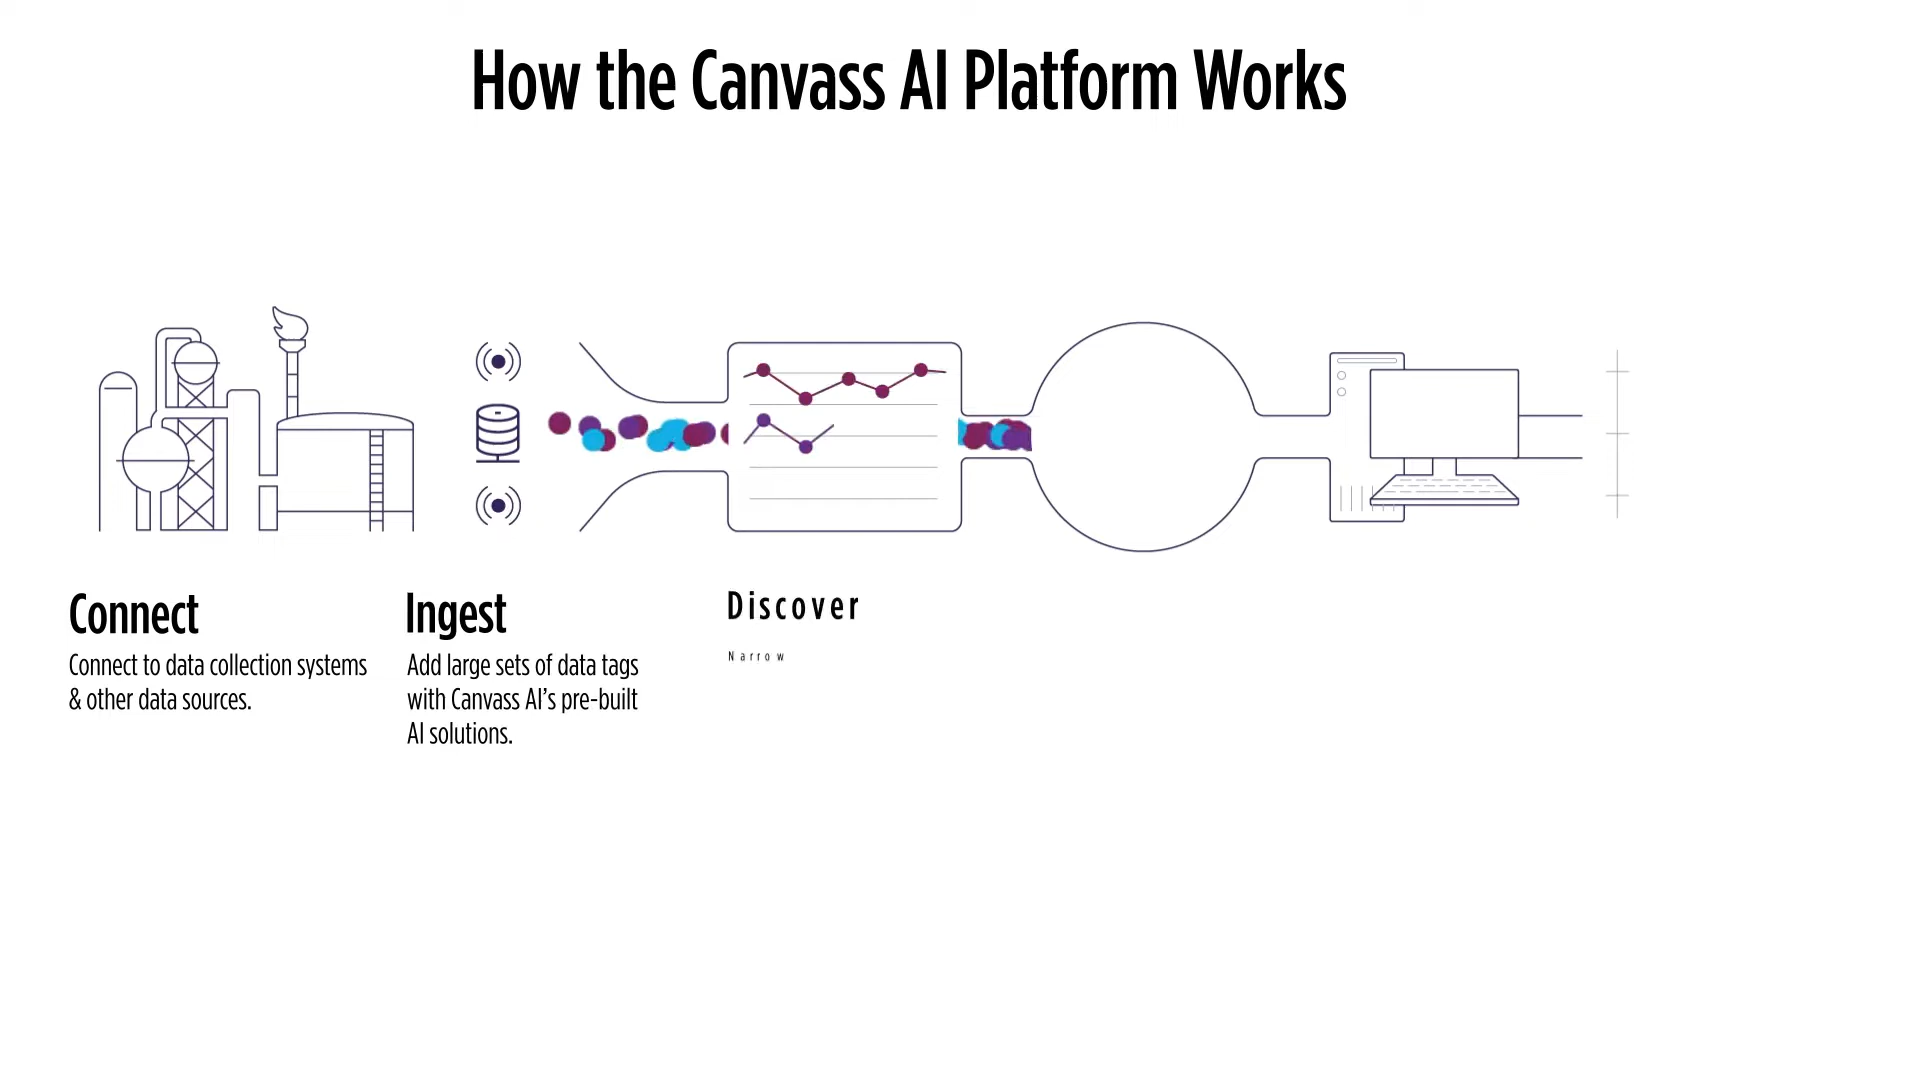 How the Canvass AI Platform Works
Connect
Connect to data collection systems
& other data sources.
Ingest
Add large sets of data tags
with Canvass AI’s pre-built
AI solutions.
Discover
Narrow